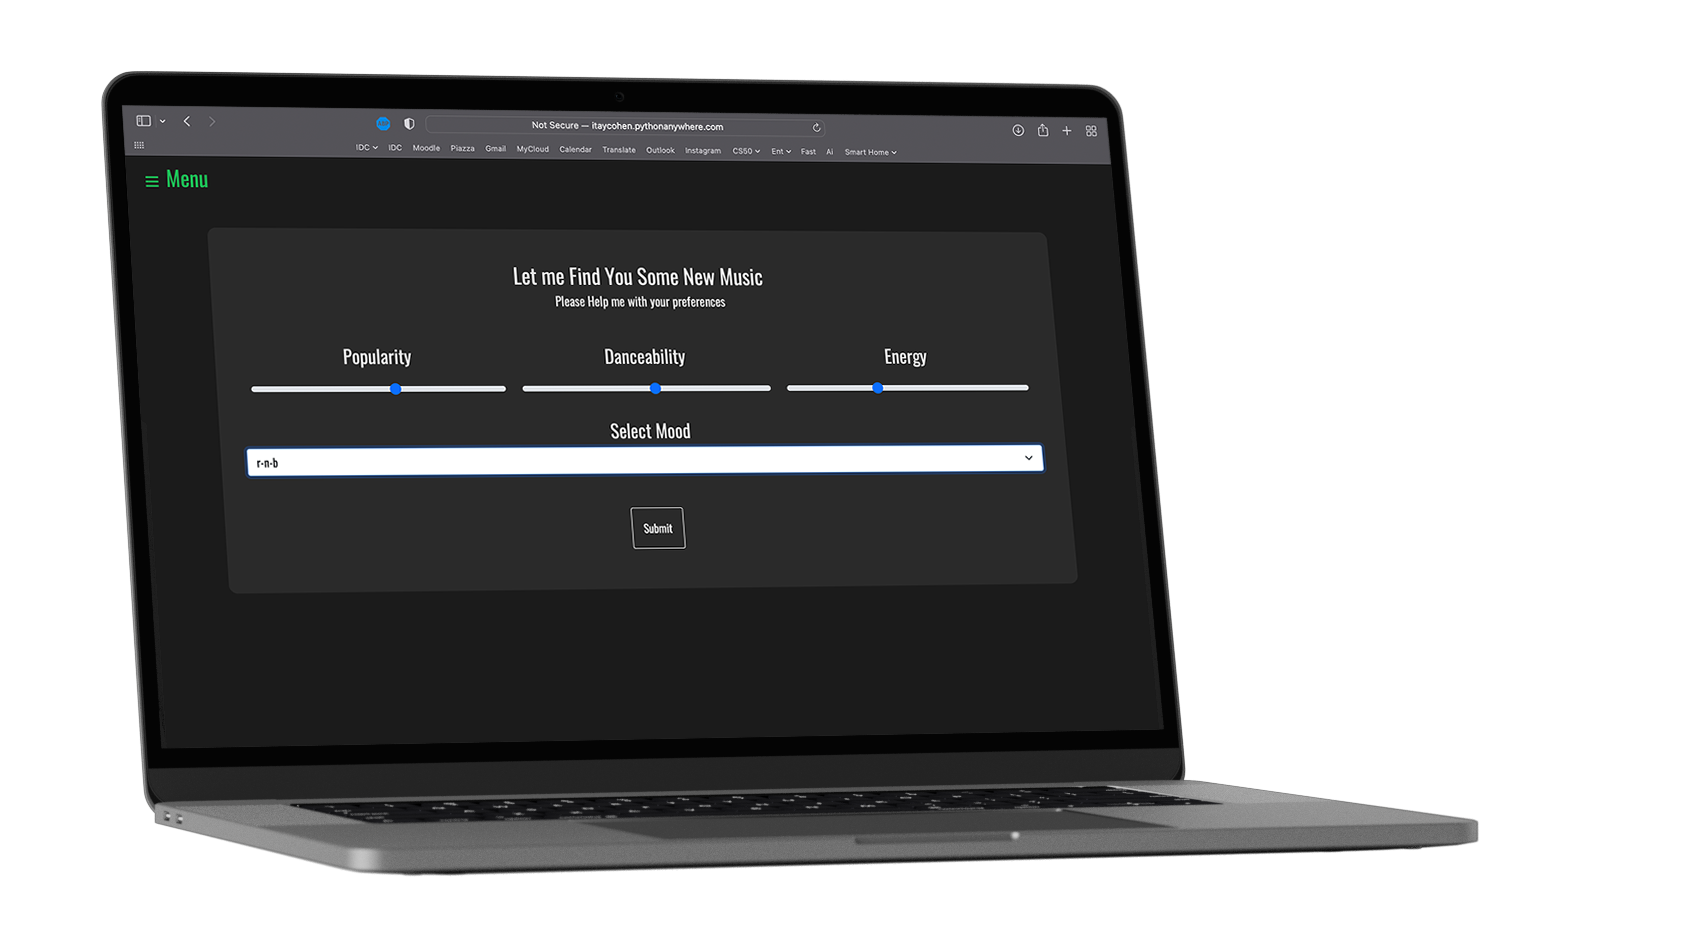 Not Secure — itaycohen.pythonanywhere.com
IDC IDC Moodle Piazza Gmail MyCloud Calendar Translate Outlook Instagram CS50 Ent Fast Ai Smart Home
Menu
Let me Find You Some New Music
Please Help me with your preferences
Popularity Danceability Energy
Select Mood
r-n-b
Submit